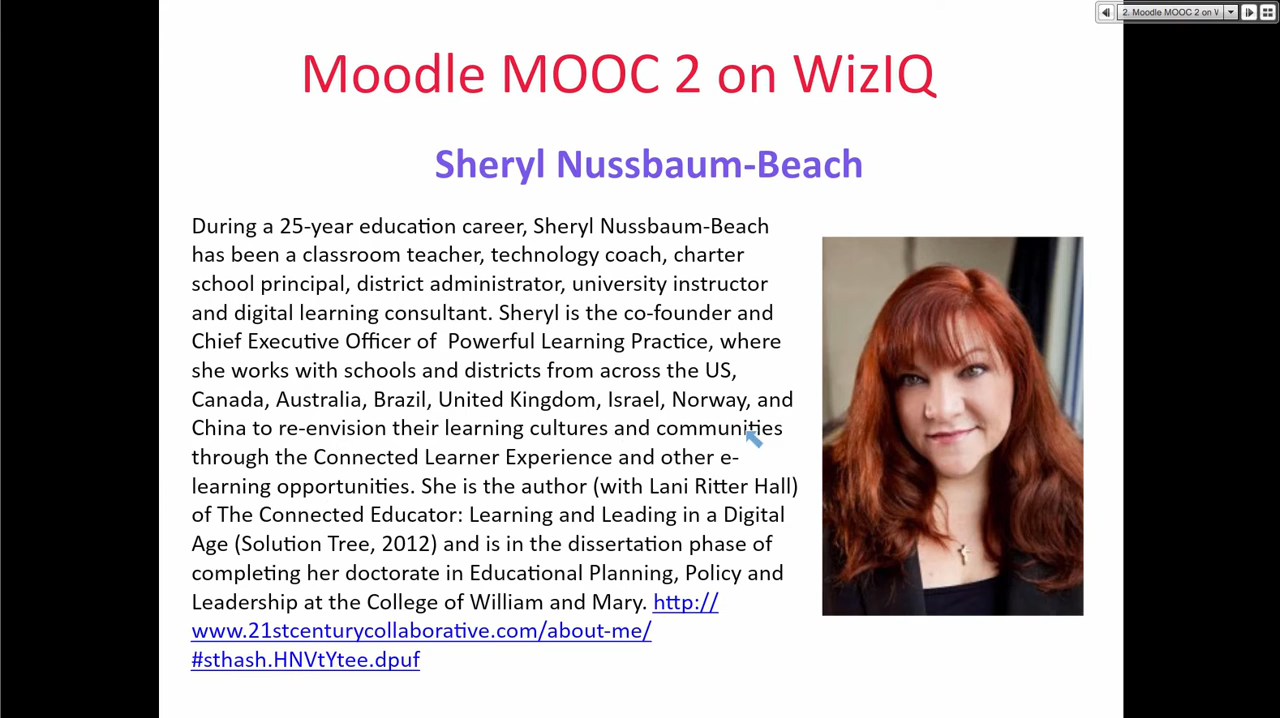 2. Moodle MOOC 2 on W
Moodle MOOC 2 on WizIQ
Sheryl Nussbaum-Beach
During a 25-year education career, Sheryl Nussbaum-Beach
has been a classroom teacher, technology coach, charter
school principal, district administrator, university instructor
and digital learning consultant. Sheryl is the co-founder and
Chief Executive Officer of  Powerful Learning Practice, where
she works with schools and districts from across the US,
Canada, Australia, Brazil, United Kingdom, Israel, Norway, and
China to re-envision their learning cultures and communities
through the Connected Learner Experience and other e-
learning opportunities. She is the author (with Lani Ritter Hall)
of The Connected Educator: Learning and Leading in a Digital
Age (Solution Tree, 2012) and is in the dissertation phase of
completing her doctorate in Educational Planning, Policy and
Leadership at the College of William and Mary. http://
www.21stcenturycollaborative.com/about-me/
#sthash.HNVtYtee.dpuf